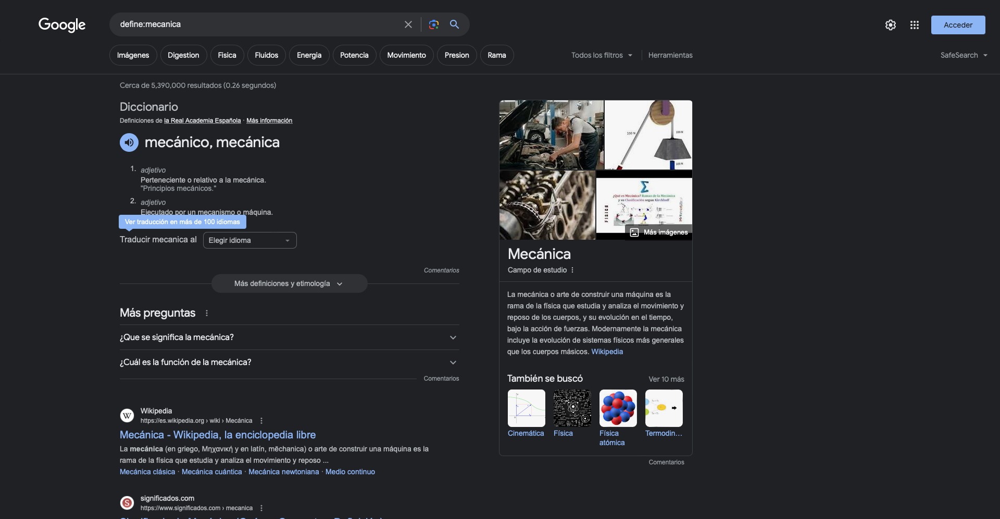 Google
define:mecanica
Acceder
Imágenes
Digestion
Fisica
Fluidos
Energia
Potencia
Movimiento
Presion
Rama
Todos los filtros
Herramientas
SafeSearch
Cerca de 5,390,000 resultados (0.26 segundos)
Diccionario
Definiciones de la Real Academia Española · Más información
mecánico, mecánica
1. adjetivo
Perteneciente o relativo a la mecánica.
"Principios mecánicos."
2. adjetivo
Ejecutado por un mecanismo o máquina.
Ver traducción en más de 100 idiomas
Traducir mecanica al
Elegir idioma
Comentarios
Más definiciones y etimología
Más preguntas
¿Que se significa la mecánica?
¿Cuál es la función de la mecánica?
Comentarios
Wikipedia
https://es.wikipedia.org › wiki › Mecánica
Mecánica - Wikipedia, la enciclopedia libre
La mecánica (en griego, Μηχανική y en latín, mēchanica) o arte de construir una máquina es la
rama de la física que estudia y analiza el movimiento y reposo ...
Mecánica clásica · Mecánica cuántica · Mecánica newtoniana · Medio continuo
significados.com
https://www.significados.com › mecanica
100 N
100 N
100 N
100 N
¿Qué es Mecánica? Ramas de la Mecánica
y su Clasificación segun Kirchhoff
FISICA
Más imágenes
Mecánica
Campo de estudio
La mecánica o arte de construir una máquina es la
rama de la física que estudia y analiza el movimiento y
reposo de los cuerpos, y su evolución en el tiempo,
bajo la acción de fuerzas. Modernamente la mecánica
incluye la evolución de sistemas físicos más generales
que los cuerpos másicos. Wikipedia
También se buscó
Ver 10 más
Cinemática
Física
Física
atómica
Termodin...
Comentarios